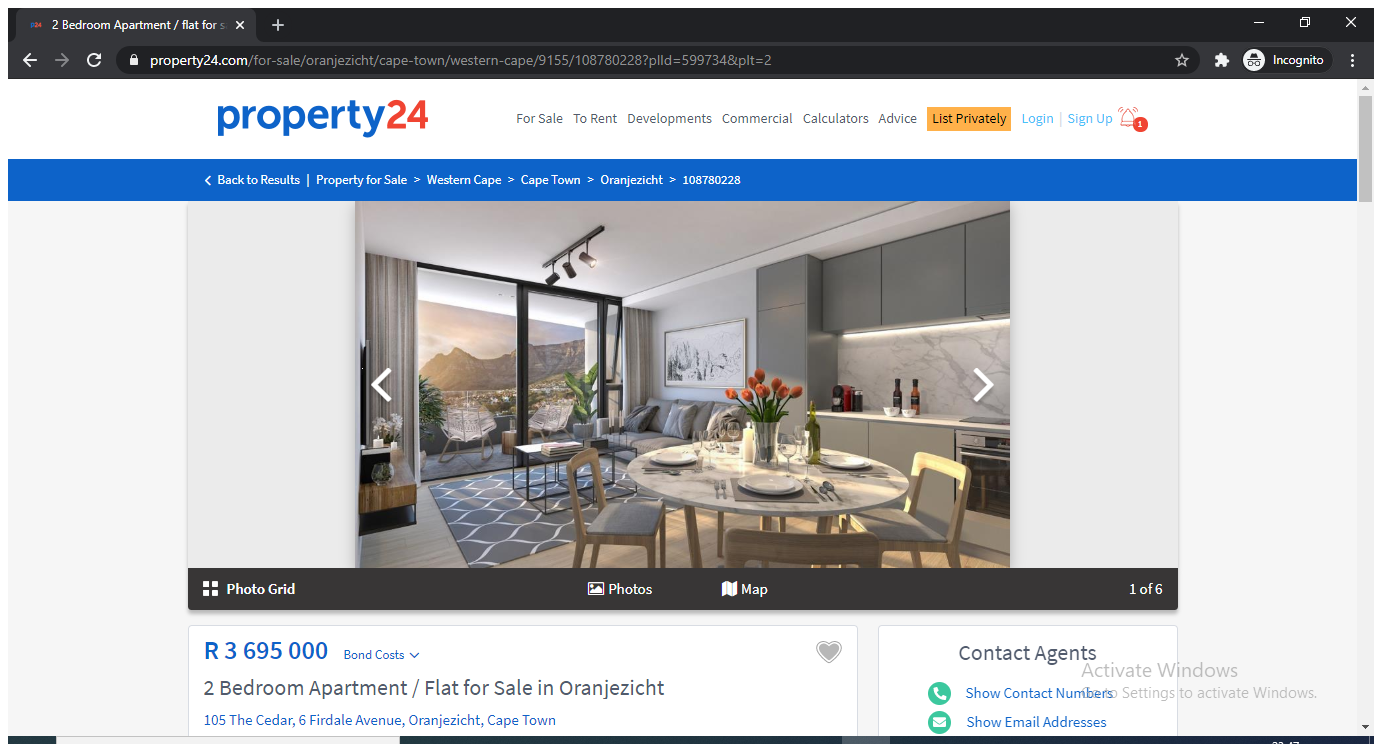 2 Bedroom Apartment / flat for s
property24.com/for-sale/oranjezicht/cape-town/western-cape/9155/108780228?plId=599734&plt=2
Incognito
property24
For Sale To Rent Developments Commercial Calculators Advice List Privately Login | Sign Up 1
Back to Results | Property for Sale > Western Cape > Cape Town > Oranjezicht > 108780228
Photo Grid Photos Map 1 of 6
R 3 695 000 Bond Costs
2 Bedroom Apartment / Flat for Sale in Oranjezicht
105 The Cedar, 6 Firdale Avenue, Oranjezicht, Cape Town
Contact Agents
Show Contact Numbers
Show Email Addresses
Activate Windows
Go to Settings to activate Windows.